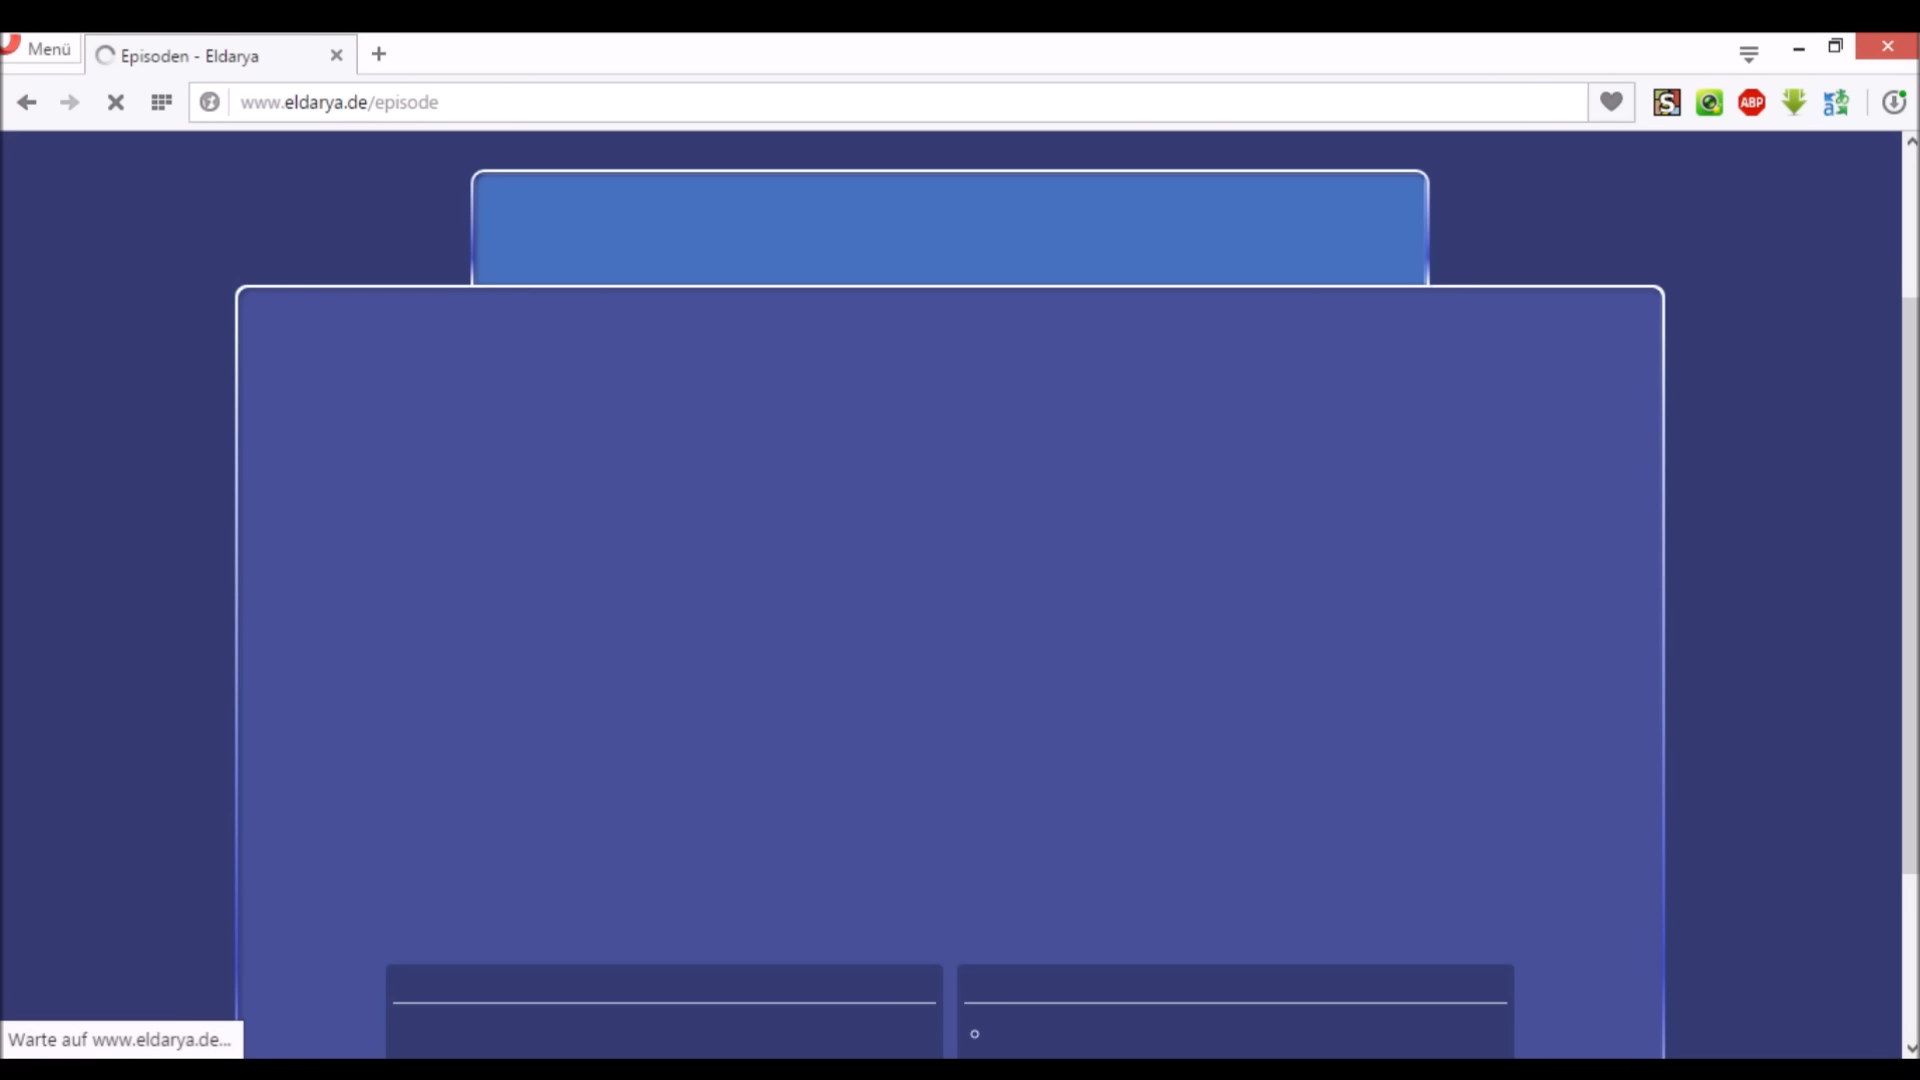 Menü
Episoden - Eldarya
www.eldarya.de/episode
S
ABP
Warte auf www.eldarya.de...